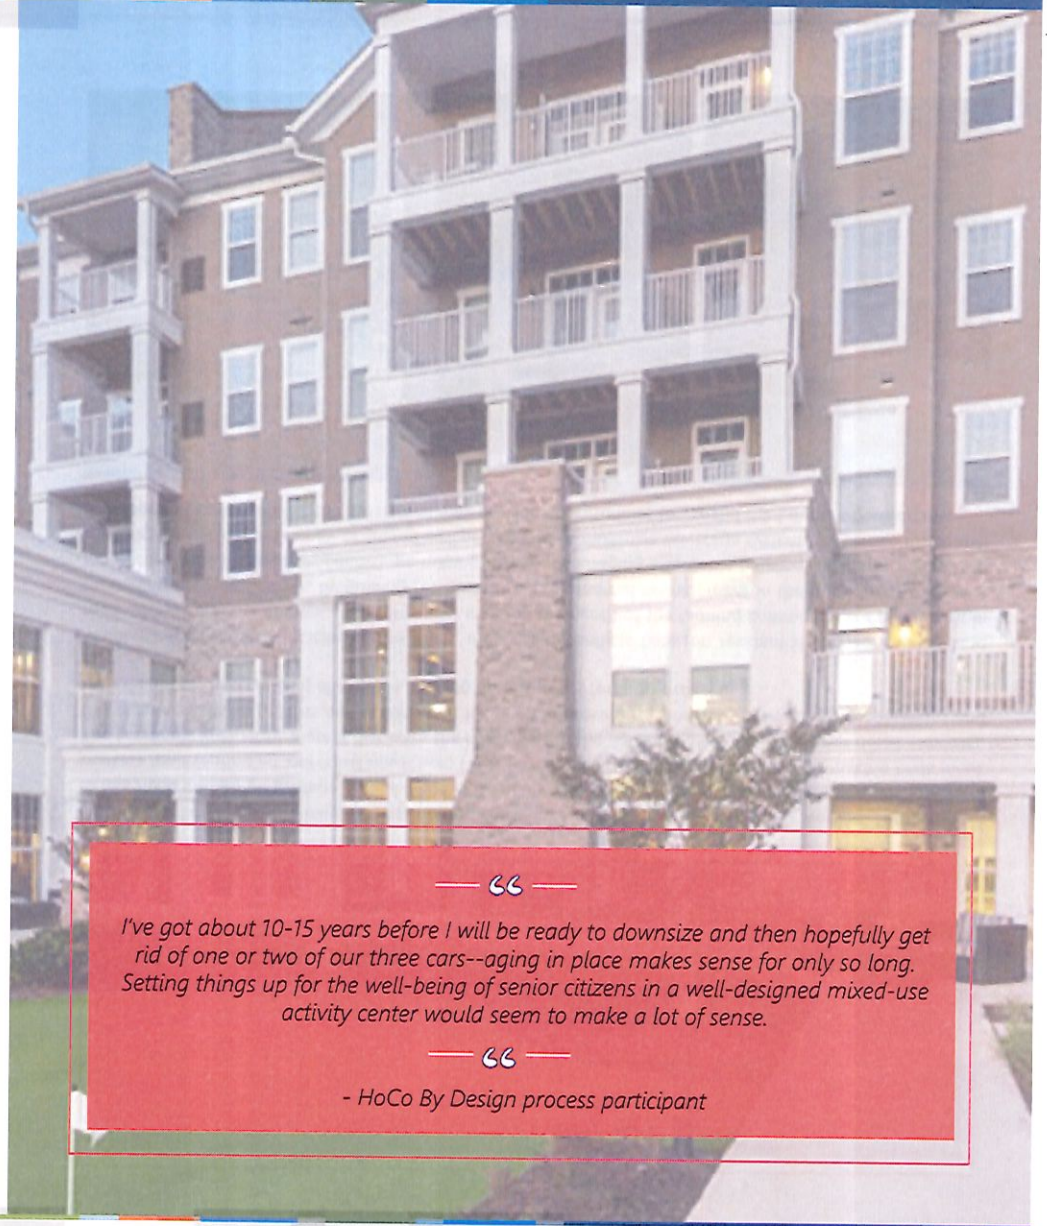 “
I've got about 10-15 years before I will be ready to downsize and then hopefully get
rid of one or two of our three cars--aging in place makes sense for only so long.
Setting things up for the well-being of senior citizens in a well-designed mixed-use
activity center would seem to make a lot of sense.
“
- HoCo By Design process participant